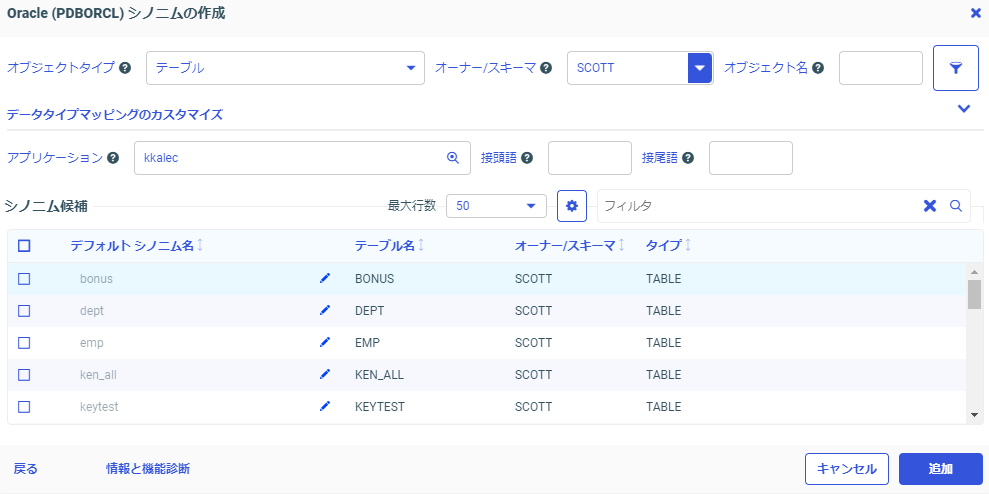 Oracle (PDBORCL) シノニムの作成
オブジェクトタイプ ? テーブル オーナー/スキーマ ? SCOTT オブジェクト名 ?
データタイプマッピングのカスタマイズ
アプリケーション ? kkalec 接頭語 ? 接尾語 ?
シノニム候補 最大行数 50 フィルタ
デフォルト シノニム名 テーブル名 オーナー/スキーマ タイプ
bonus BONUS SCOTT TABLE
dept DEPT SCOTT TABLE
emp EMP SCOTT TABLE
ken_all KEN_ALL SCOTT TABLE
keytest KEYTEST SCOTT TABLE
戻る 情報と機能診断 キャンセル 追加